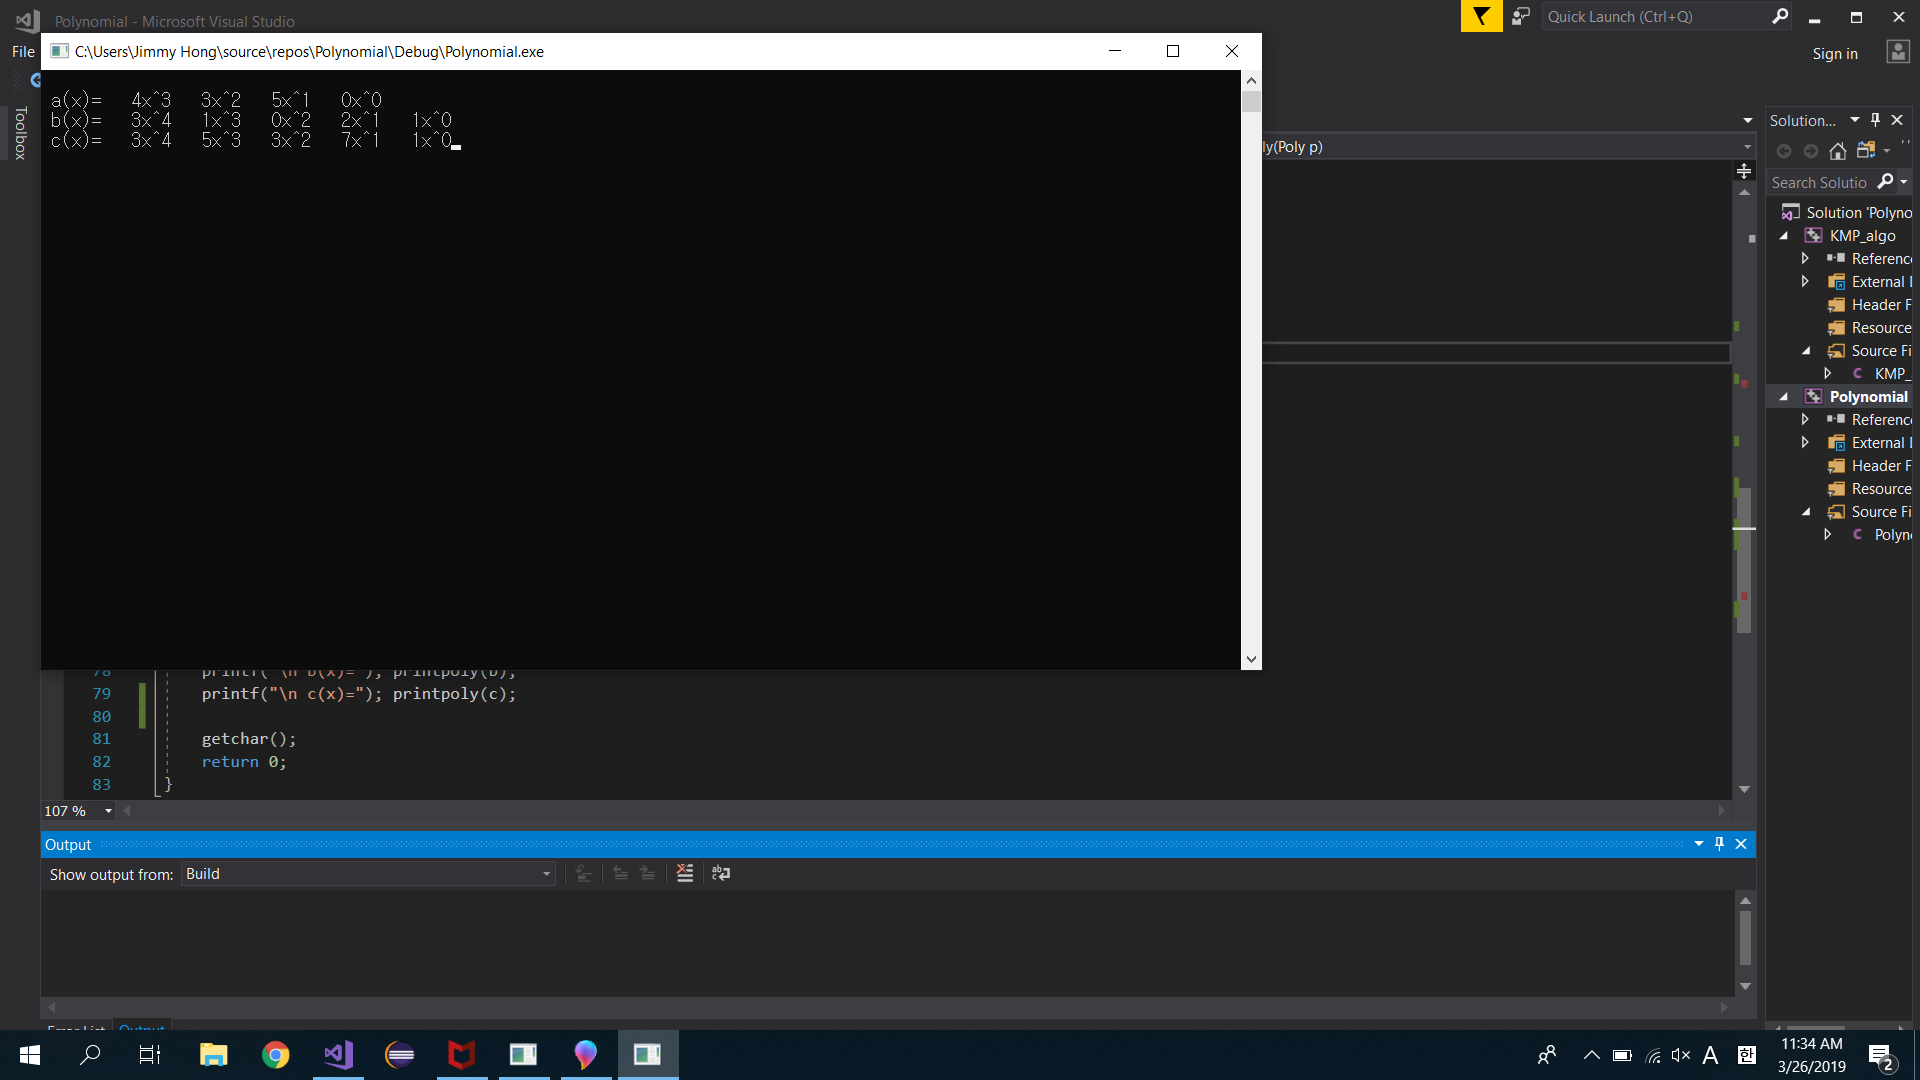 Polynomial - Microsoft Visual Studio
Quick Launch (Ctrl+Q)
File
Sign in
C:\Users\Jimmy Hong\source\repos\Polynomial\Debug\Polynomial.exe
a(x)= 4x^3 3x^2 5x^1 0x^0
b(x)= 3x^4 1x^3 0x^2 2x^1 1x^0
c(x)= 3x^4 5x^3 3x^2 7x^1 1x^0
Toolbox
ly(Poly p)
Solution...
Search Solutio
Solution 'Polyno
KMP_algo
Referenc
External
Header F
Resource
Source Fi
KMP_
Polynomial
Referenc
External
Header F
Resource
Source Fi
Polyn
78 printf("\n b(x)="); printpoly(b);
79 printf("\n c(x)="); printpoly(c);
80
81 getchar();
82 return 0;
83 }
107 %
Output
Show output from: Build
Error List Output
A 한
11:34 AM
3/26/2019
2